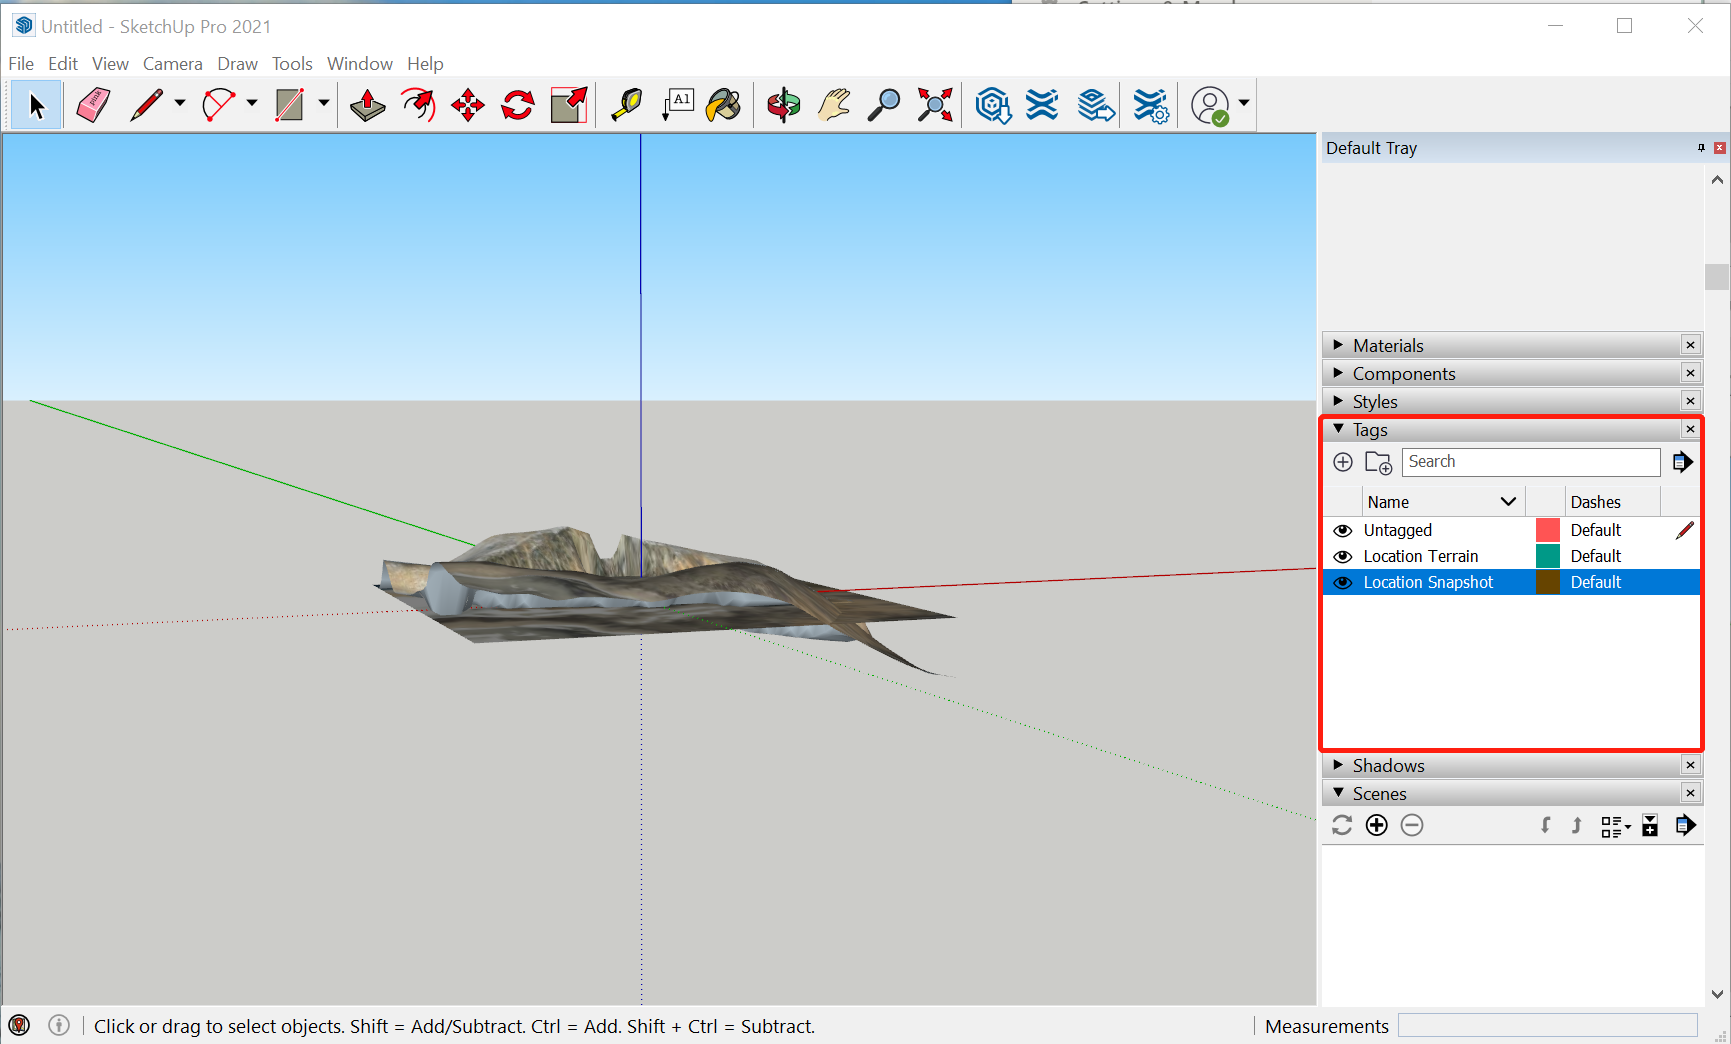 Untitled - SketchUp Pro 2021
File Edit View Camera Draw Tools Window Help
A1
Default Tray
Materials
Components
Styles
Tags
Search
Name Dashes
Untagged Default
Location Terrain Default
Location Snapshot Default
Shadows
Scenes
Click or drag to select objects. Shift = Add/Subtract. Ctrl = Add. Shift + Ctrl = Subtract.
Measurements